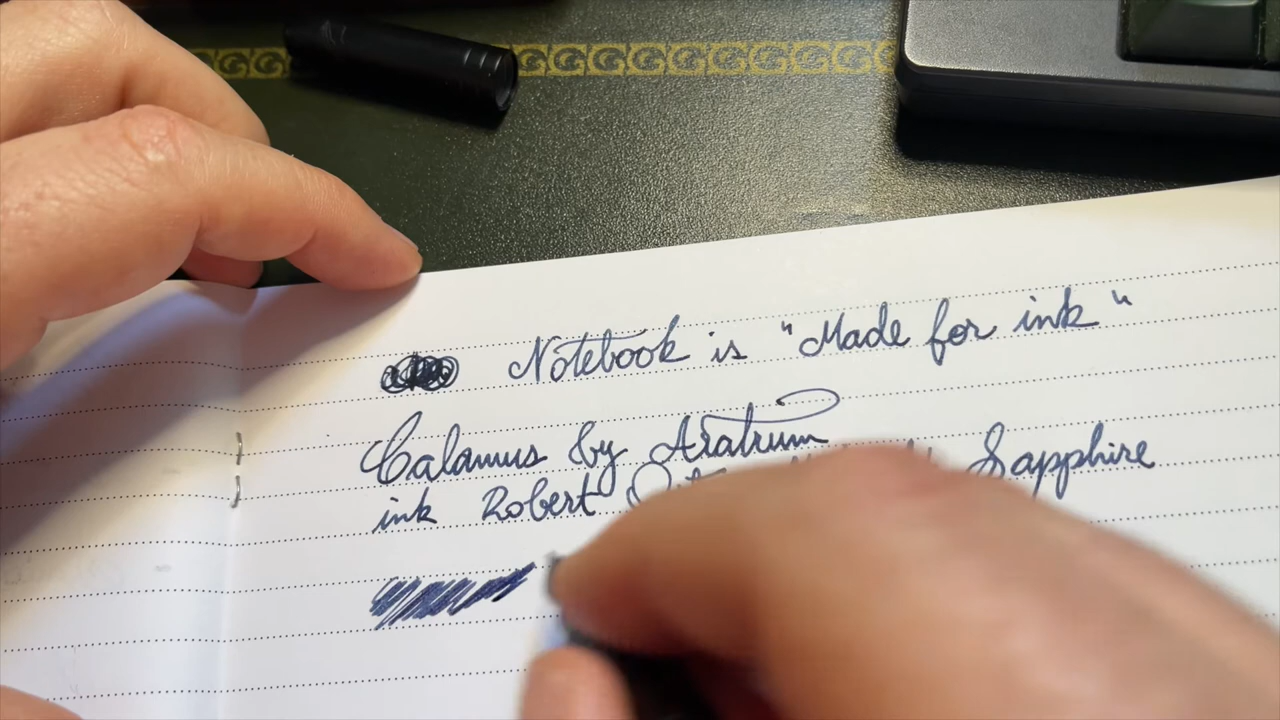 Notebook is "Made for ink"
Calamus by Aratrum
ink Robert Sapphire